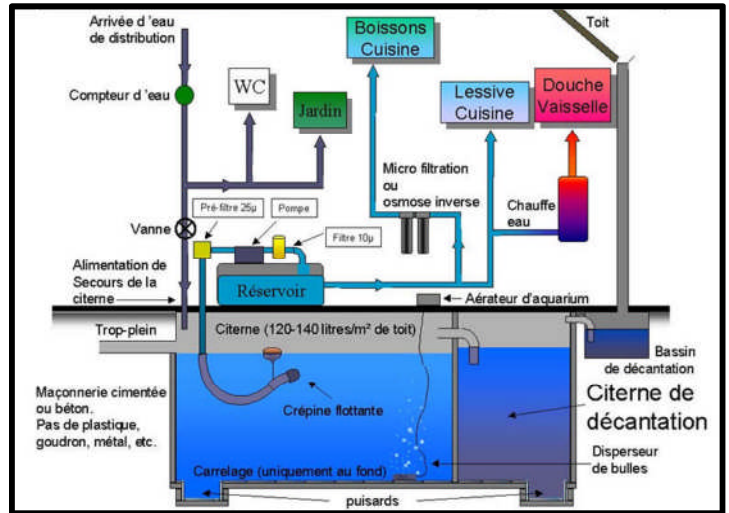 Arrivée d 'eau
de distribution
Compteur d 'eau
WC
Jardin
Boissons
Cuisine
Lessive
Cuisine
Douche
Vaisselle
Toit
Micro filtration
ou
osmose inverse
Chauffe
eau
Pré-filtre 25µ
Pompe
Filtre 10µ
Vanne
Alimentation de
Secours de la
citerne
Réservoir
Aérateur d'aquarium
Trop-plein
Citerne (120-140 litres/m² de toit)
Bassin
de décantation
Maçonnerie cimentée
ou béton.
Pas de plastique,
goudron, métal, etc.
Crépine flottante
Citerne de
décantation
Disperseur
de bulles
Carrelage (uniquement au fond)
puisards